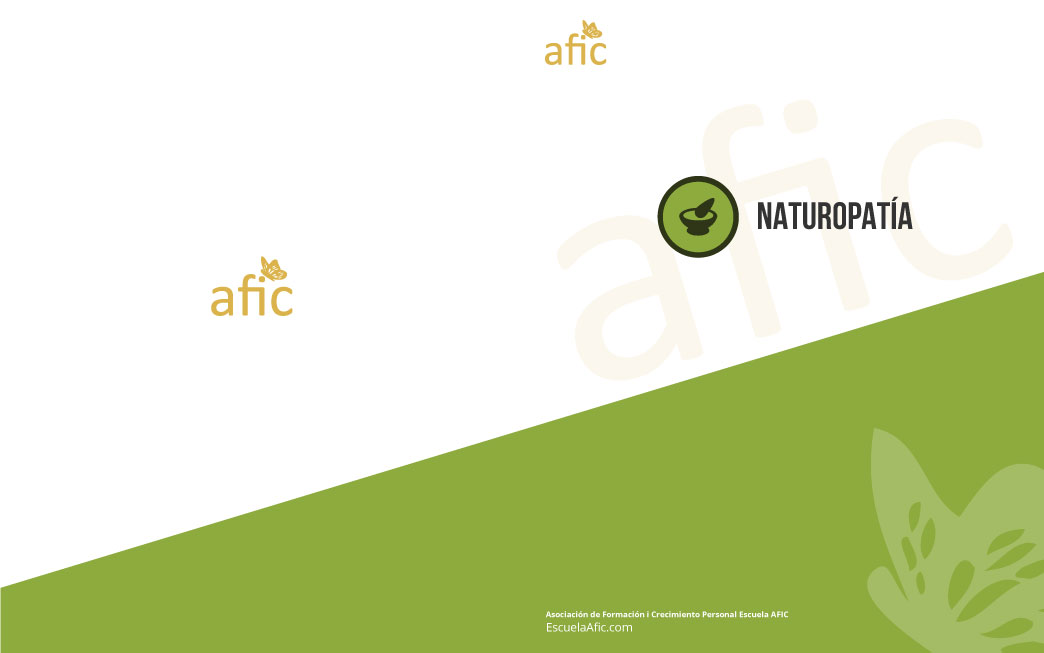 afic
afic
afic
NATUROPATÍA
Asociación de Formación i Crecimiento Personal Escuela AFIC
EscuelaAfic.com